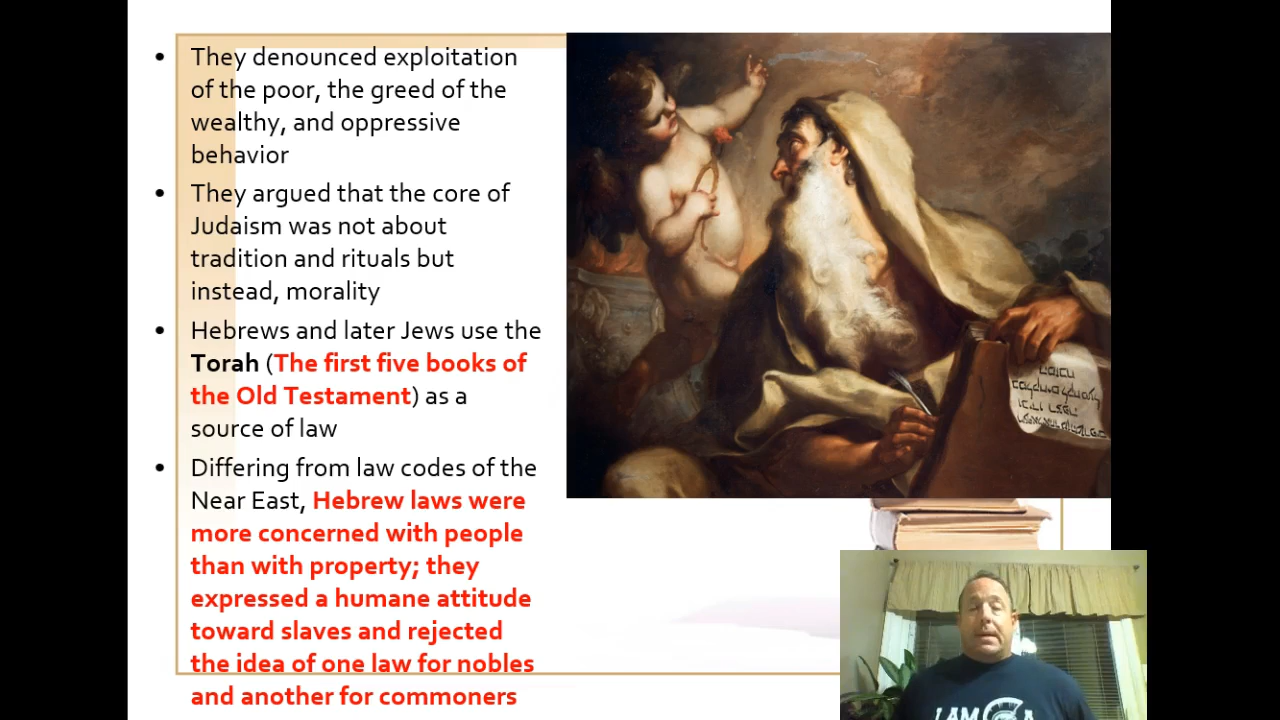 • They denounced exploitation
of the poor, the greed of the
wealthy, and oppressive
behavior
• They argued that the core of
Judaism was not about
tradition and rituals but
instead, morality
• Hebrews and later Jews use the
Torah (The first five books of
the Old Testament) as a
source of law
• Differing from law codes of the
Near East, Hebrew laws were
more concerned with people
than with property; they
expressed a humane attitude
toward slaves and rejected
the idea of one law for nobles
and another for commoners
I AM A